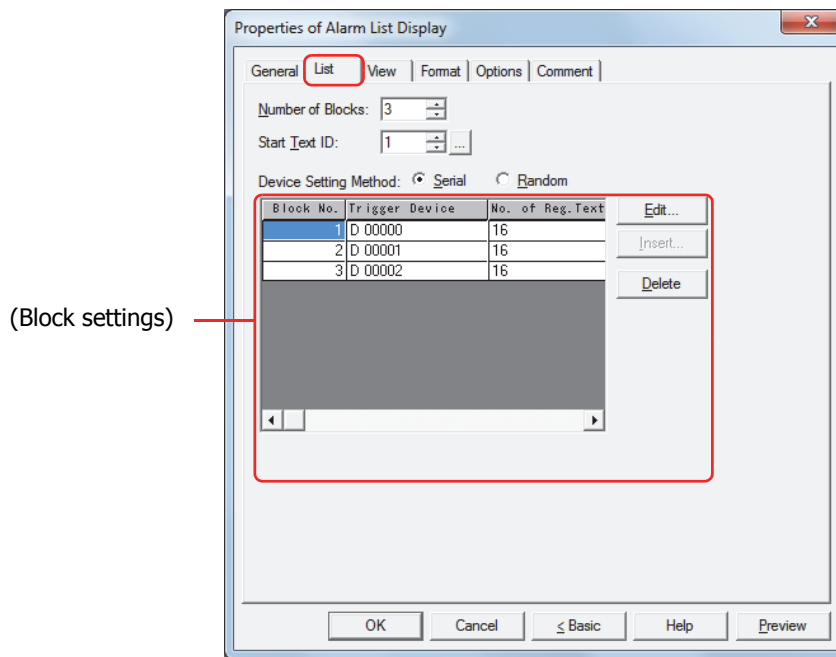 Properties of Alarm List Display
General List View Format Options Comment
Number of Blocks: 3
Start Text ID: 1 ...
Device Setting Method: Serial Random
Block No. Trigger Device No. of Reg.Text Edit...
1 D 00000 16
Insert...
2 D 00001 16
3 D 00002 16
Delete
(Block settings)
OK Cancel < Basic Help Preview